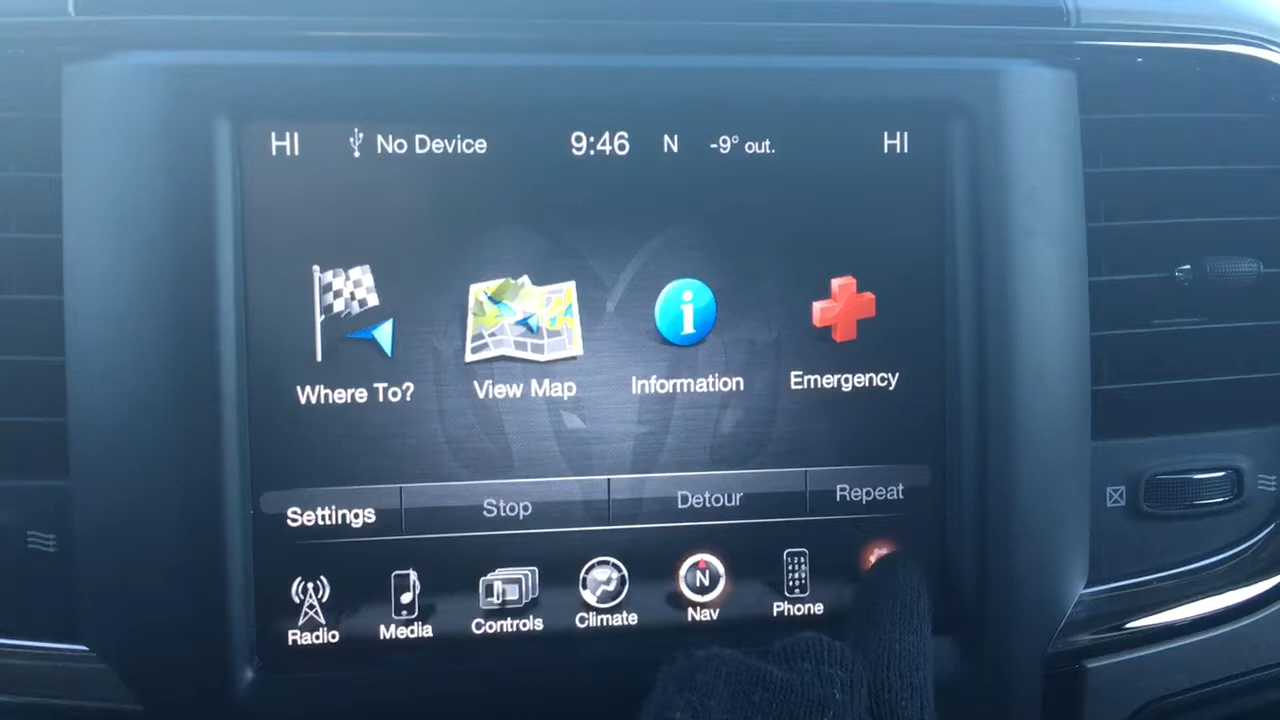 HI No Device 9:46 N -9° out. HI
Where To? View Map Information Emergency
Settings Stop Detour Repeat
N
Radio Media Controls Climate Nav Phone